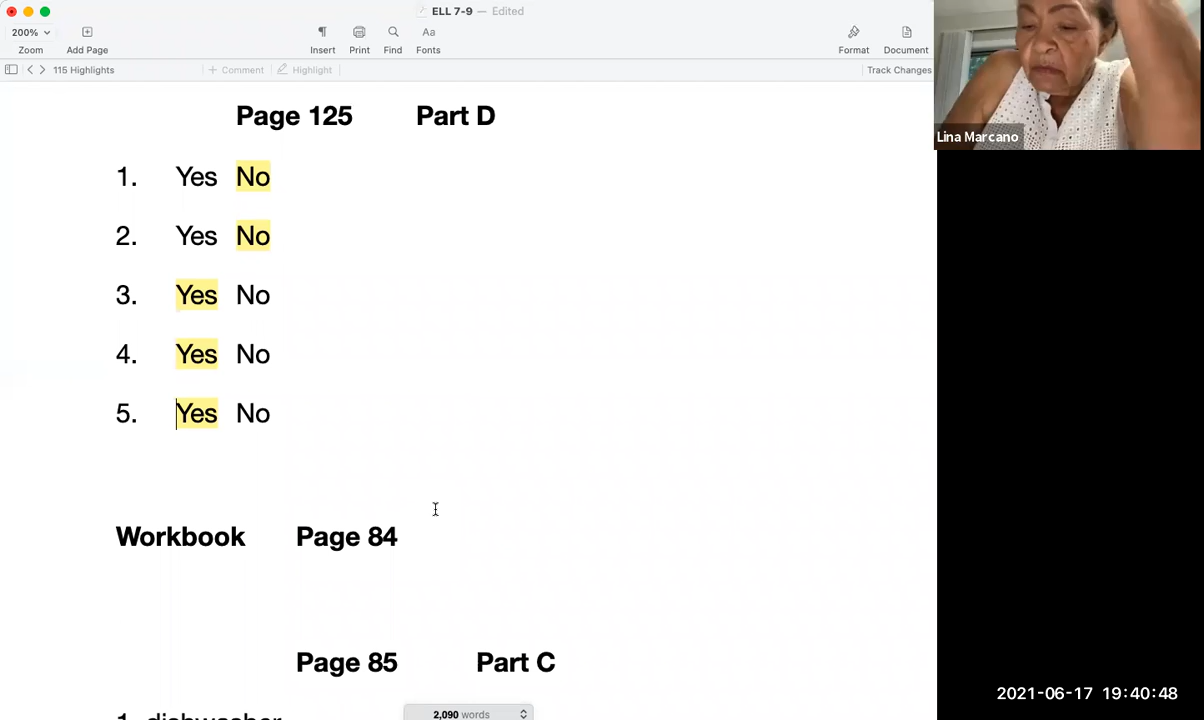 ELL 7-9 — Edited
200%
Zoom
Add Page
Insert
Print
Find
Fonts
Format
Document
115 Highlights
+ Comment
Highlight
Track Changes
Lina Marcano
Page 125 Part D
1. Yes No
2. Yes No
3. Yes No
4. Yes No
5. Yes No
Workbook Page 84
Page 85 Part C
1. dishwasher
2,090 words
2021-06-17 19:40:48